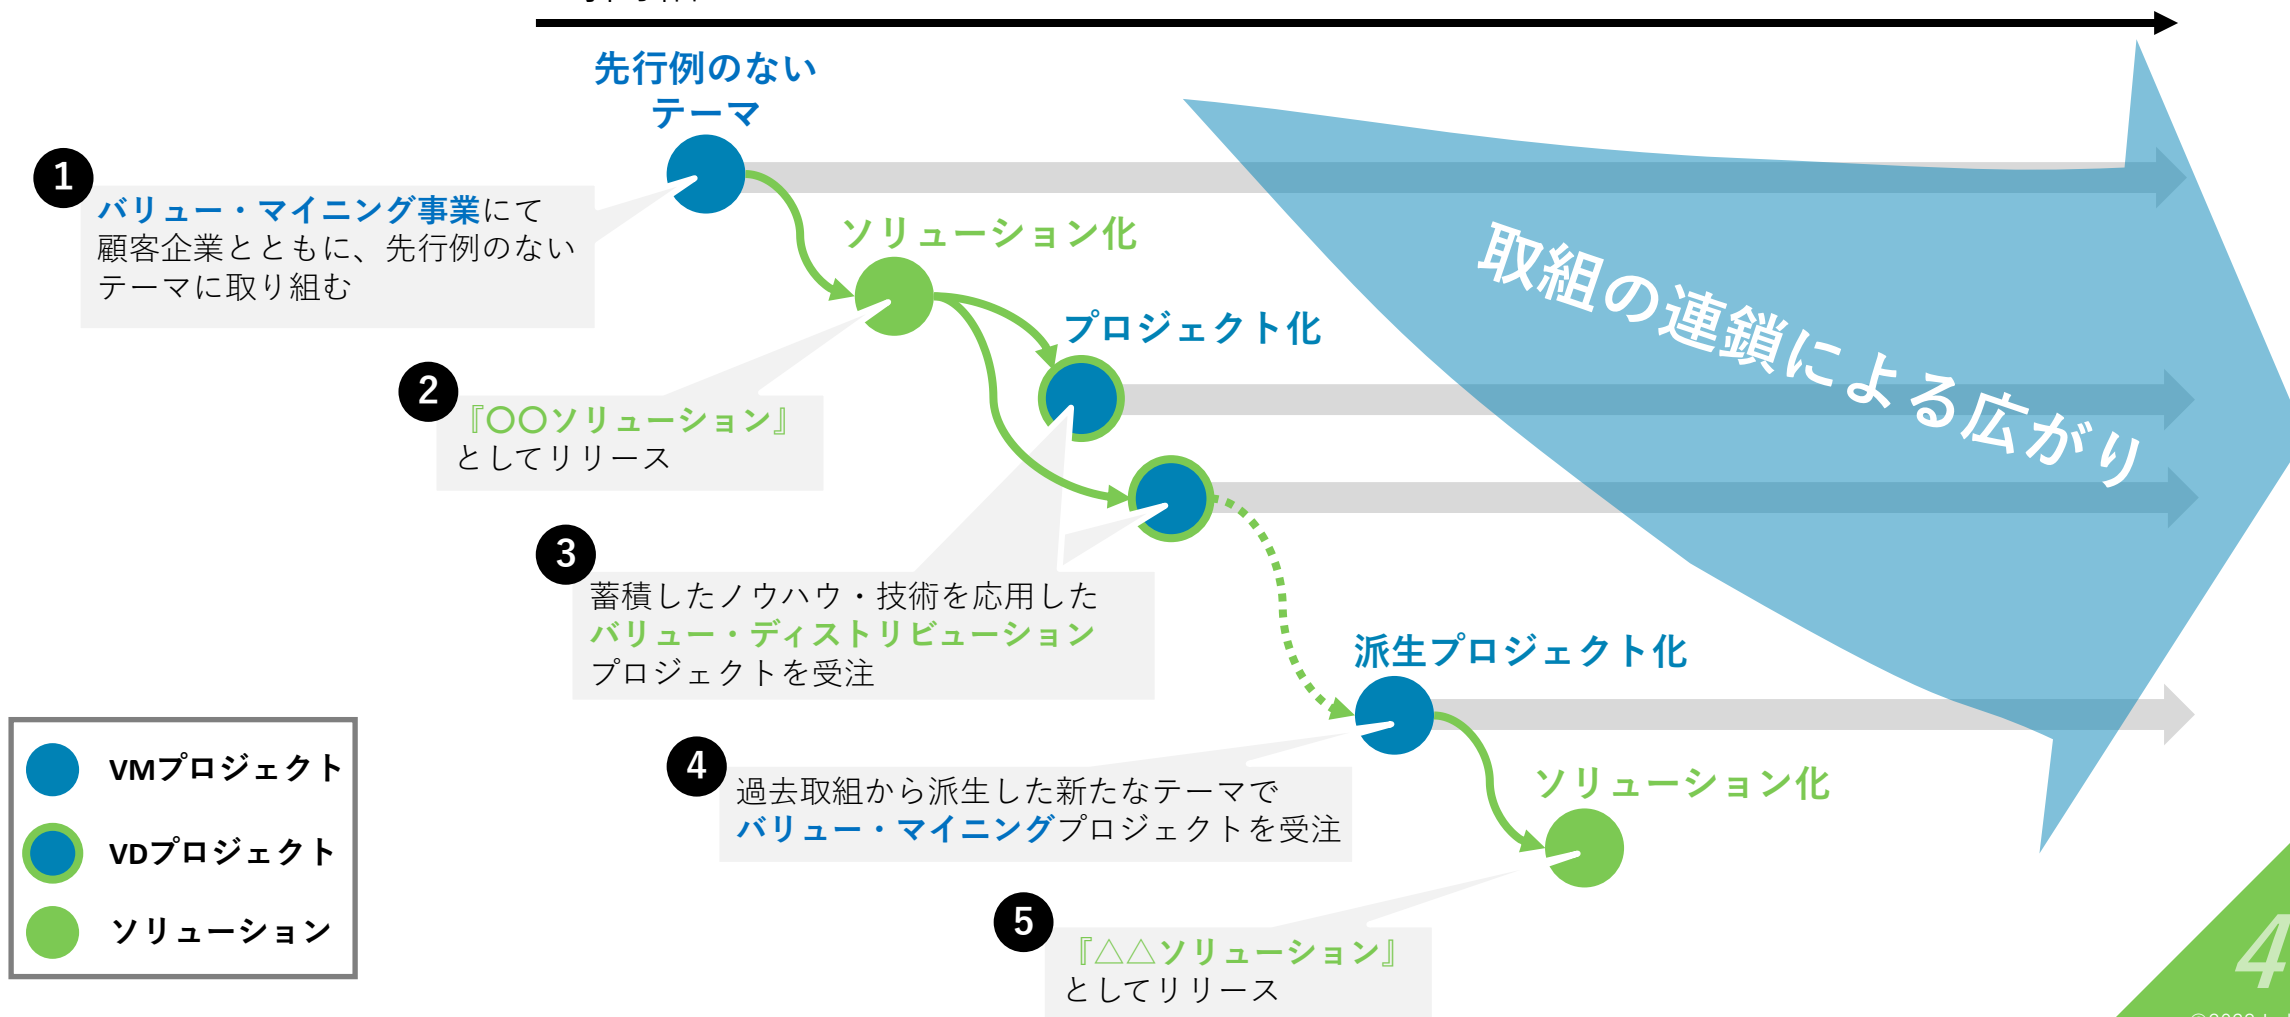 先行例のない
テーマ
1
バリュー・マイニング事業にて
顧客企業とともに、先行例のない
テーマに取り組む
ソリューション化
取組の連鎖による広がり
プロジェクト化
2
『○○ソリューション』
としてリリース
3
蓄積したノウハウ・技術を応用した
バリュー・ディストリビューション
プロジェクトを受注
派生プロジェクト化
4
過去取組から派生した新たなテーマで
バリュー・マイニングプロジェクトを受注
ソリューション化
VMプロジェクト
VDプロジェクト
ソリューション
5
『△△ソリューション』
としてリリース
4